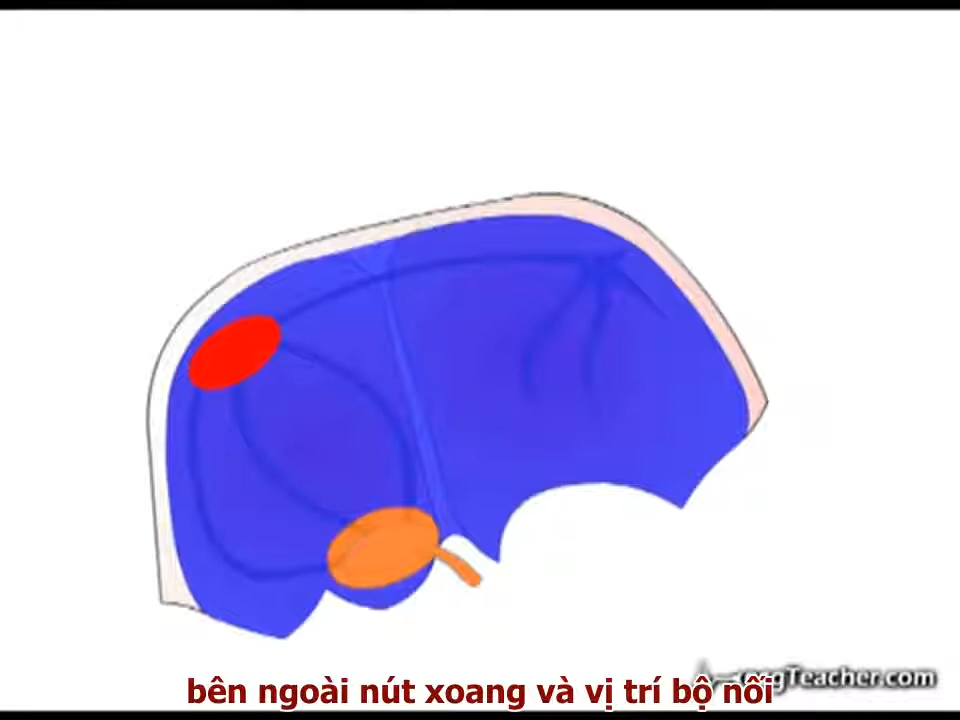 bên ngoài nút xoang và vị trí bộ nối